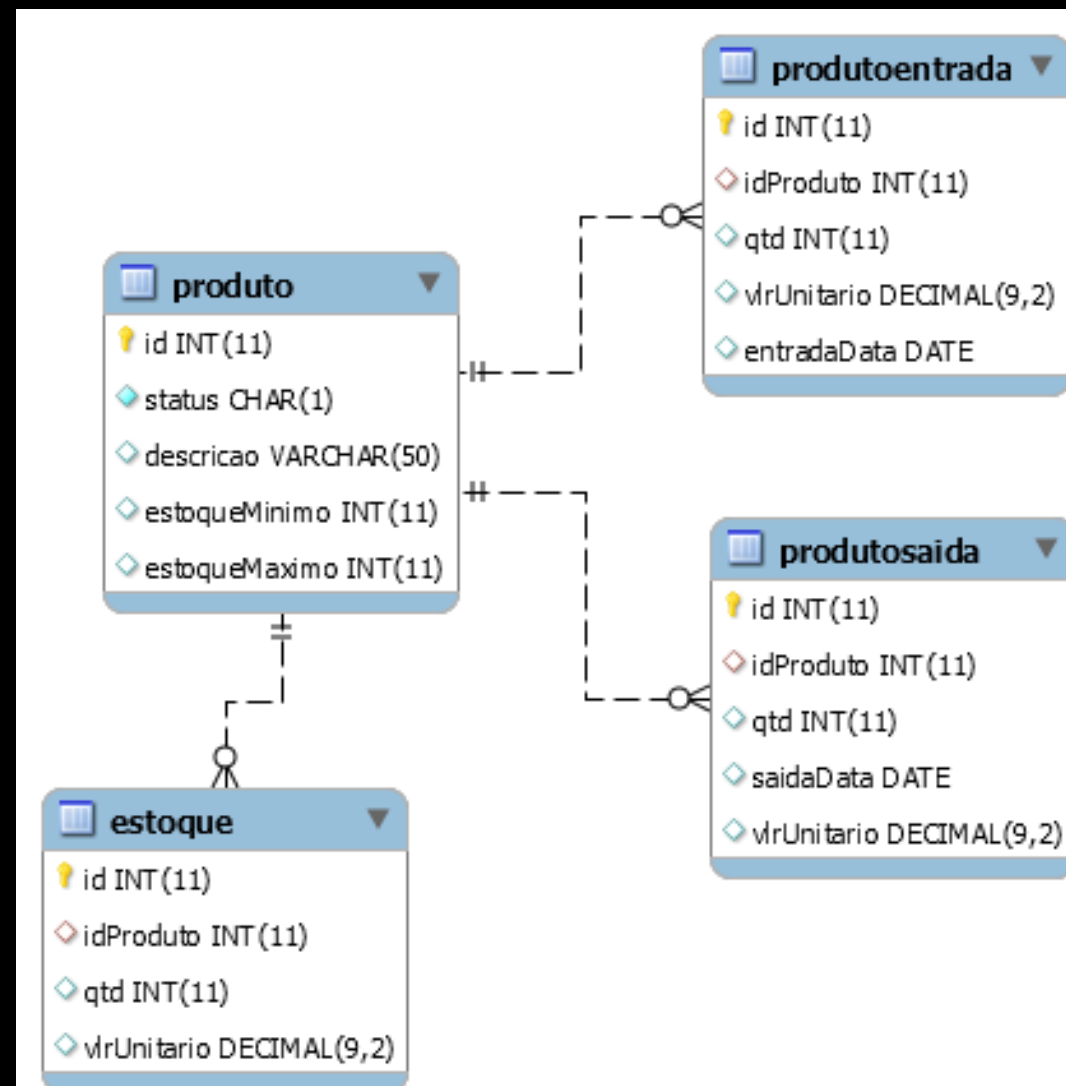 produtoentrada
id INT(11)
idProduto INT(11)
qtd INT(11)
vlrUnitario DECIMAL(9,2)
entradaData DATE
produto
id INT(11)
status CHAR(1)
descricao VARCHAR(50)
estoqueMinimo INT(11)
estoqueMaximo INT(11)
produtosaida
id INT(11)
idProduto INT(11)
qtd INT(11)
saidaData DATE
vlrUnitario DECIMAL(9,2)
estoque
id INT(11)
idProduto INT(11)
qtd INT(11)
vlrUnitario DECIMAL(9,2)